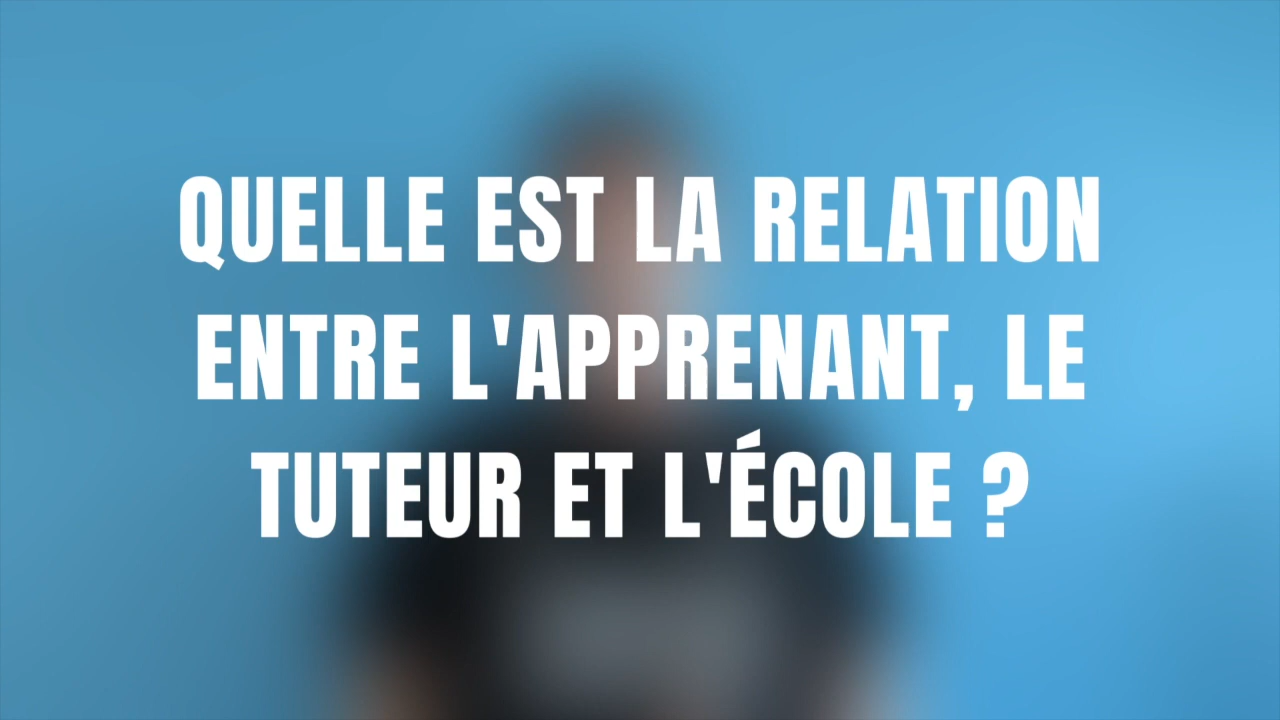 QUELLE EST LA RELATION
ENTRE L'APPRENANT, LE
TUTEUR ET L'ÉCOLE ?